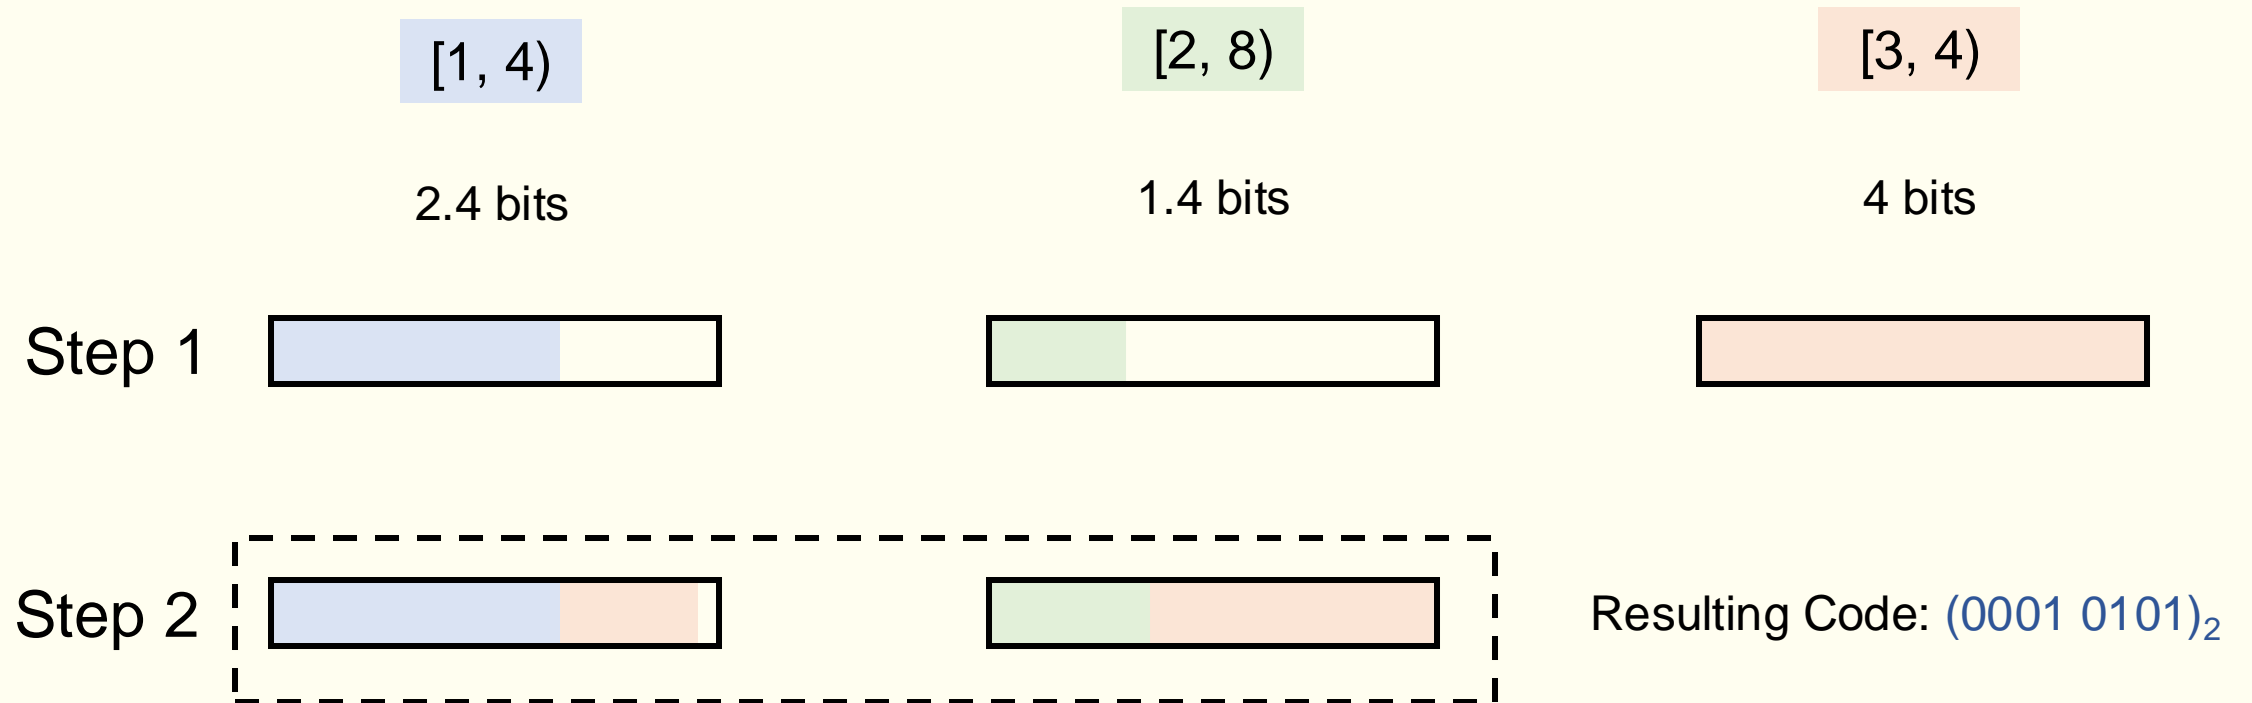 [1, 4)
[2, 8)
[3, 4)
2.4 bits
1.4 bits
4 bits
Step 1
Step 2
Resulting Code: (0001 0101)₂